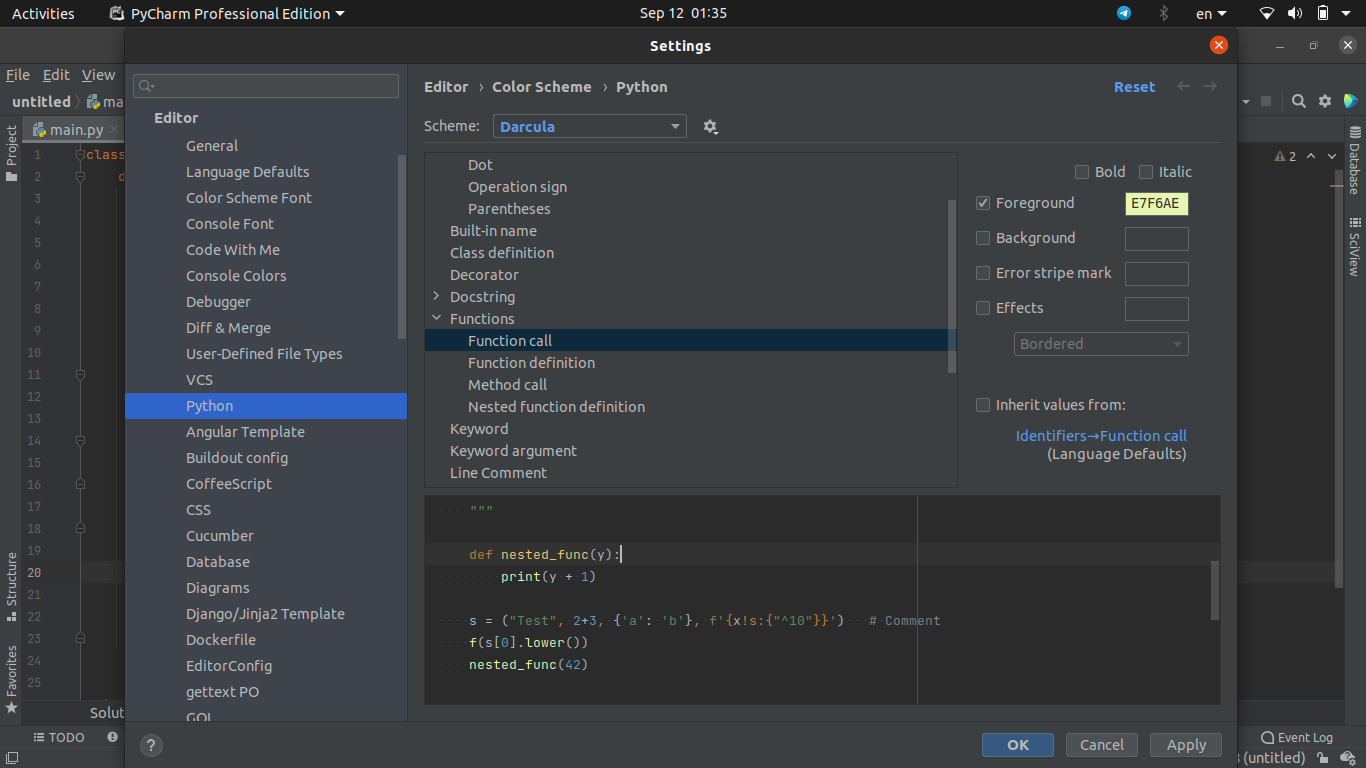 Activities PyCharm Professional Edition Sep 12 01:35 en
Settings
File Edit View
untitled ma
main.py
Project
Structure
Favorites
1 class
2 d
3
4
5
6
7
8
9
10
11
12
13
14
15
16
17
18
19
20
21
22
23
24
25
Solut
TODO
Editor
General
Language Defaults
Color Scheme Font
Console Font
Code With Me
Console Colors
Debugger
Diff & Merge
User-Defined File Types
VCS
Python
Angular Template
Buildout config
CoffeeScript
CSS
Cucumber
Database
Diagrams
Django/Jinja2 Template
Dockerfile
EditorConfig
gettext PO
GQL
?
Editor › Color Scheme › Python Reset
Scheme: Darcula
Dot
Operation sign
Parentheses
Built-in name
Class definition
Decorator
Docstring
Functions
Function call
Function definition
Method call
Nested function definition
Keyword
Keyword argument
Line Comment
Bold Italic
Foreground E7F6AE
Background
Error stripe mark
Effects
Bordered
Inherit values from:
Identifiers→Function call
(Language Defaults)
"""
def nested_func(y):
print(y + 1)
s = ("Test", 2+3, {'a': 'b'}, f'{x!s:{"^10"}}') # Comment
f(s[0].lower())
nested_func(42)
OK Cancel Apply
2
Database
SciView
Event Log
(untitled)